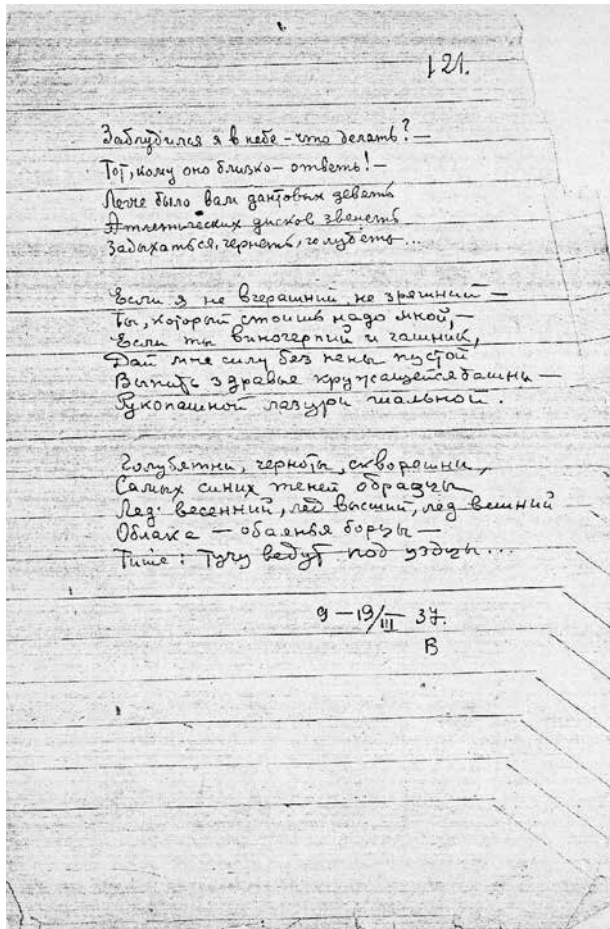 121.
Заблудился я в небе – что делать? –
Тот, кому оно близко – ответь! –
Легче было вам дантовых девять
Атлетических дисков звенеть
Задыхаться, чернеть, голубеть...
Если я не вчерашний, не зряшний –
Ты, который стоишь надо мной, –
Если ты виночерпий и чашник,
Дай мне силу без пены пустой
Выпить здравье кружащейся башни –
Рукопашной лазури шальной.
Голубятни, черноты, скворешни,
Самых синих теней образцы
Лед весенний, лед высший, лед вешний
Облака – обаянья борцы –
Тише: тучу ведут под уздцы...
9 – 19/III 37.
В